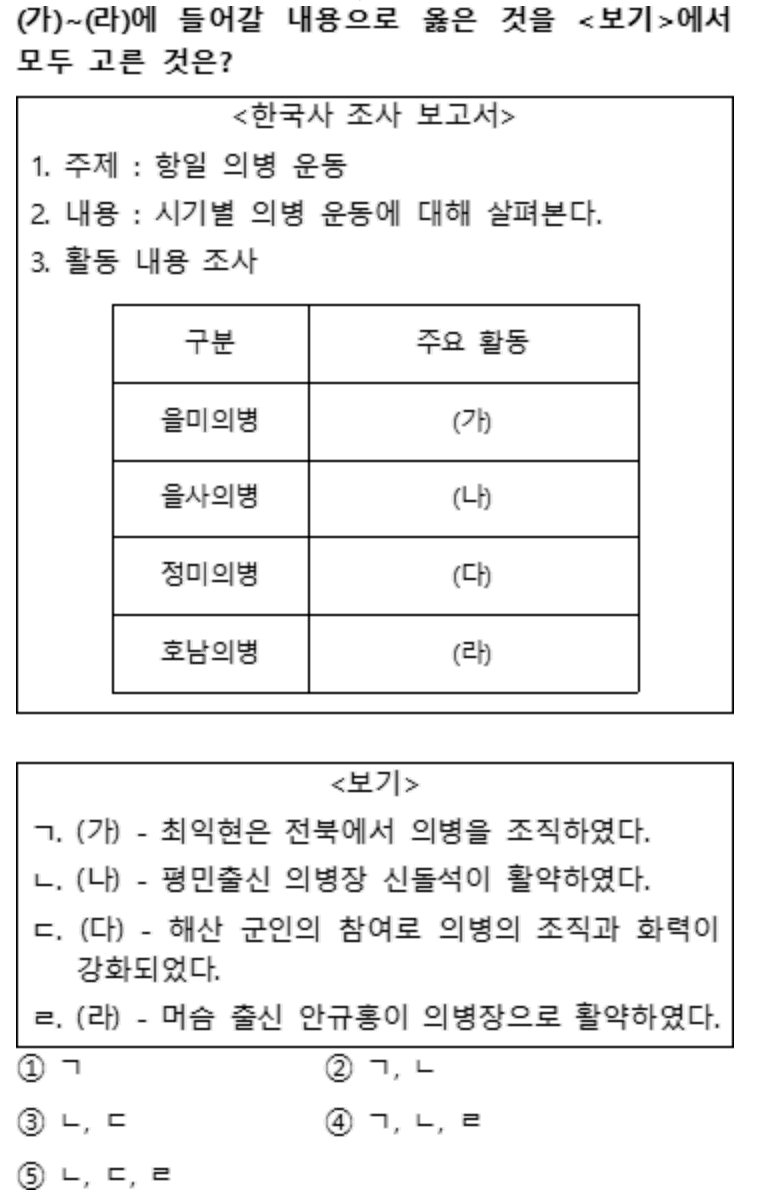 (가)~(라)에 들어갈 내용으로 옳은 것을 <보기>에서
모두 고른 것은?
<한국사 조사 보고서>
1. 주제 : 항일 의병 운동
2. 내용 : 시기별 의병 운동에 대해 살펴본다.
3. 활동 내용 조사
구분 주요 활동
을미의병 (가)
을사의병 (나)
정미의병 (다)
호남의병 (라)
<보기>
ㄱ. (가) - 최익현은 전북에서 의병을 조직하였다.
ㄴ. (나) - 평민출신 의병장 신돌석이 활약하였다.
ㄷ. (다) - 해산 군인의 참여로 의병의 조직과 화력이
강화되었다.
ㄹ. (라) - 머슴 출신 안규홍이 의병장으로 활약하였다.
① ㄱ ② ㄱ, ㄴ
③ ㄴ, ㄷ ④ ㄱ, ㄴ, ㄹ
⑤ ㄴ, ㄷ, ㄹ